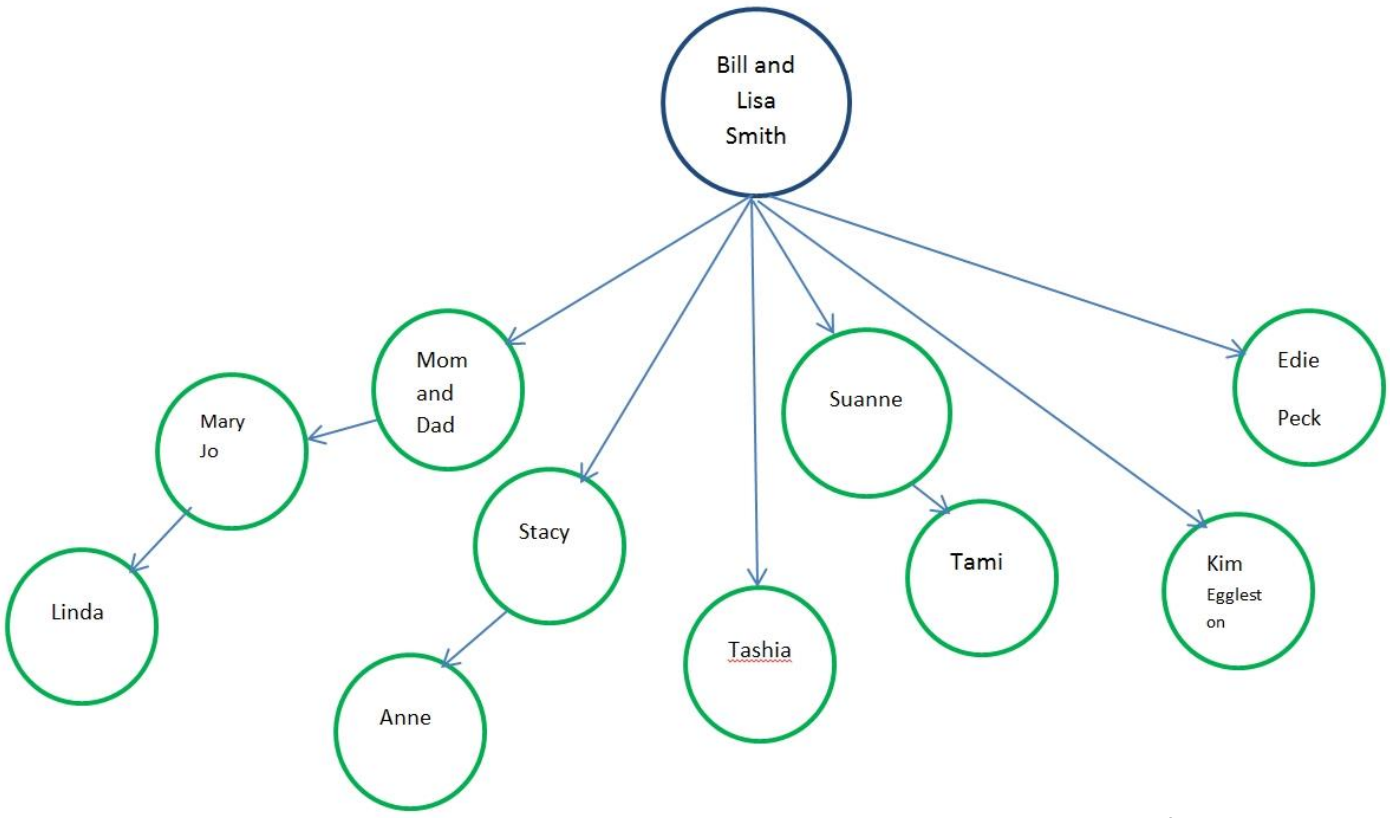 Bill and
Lisa
Smith
Mom
and
Dad
Mary
Jo
Linda
Stacy
Anne
Tashia
Suanne
Tami
Kim
Egglest
on
Edie
Peck